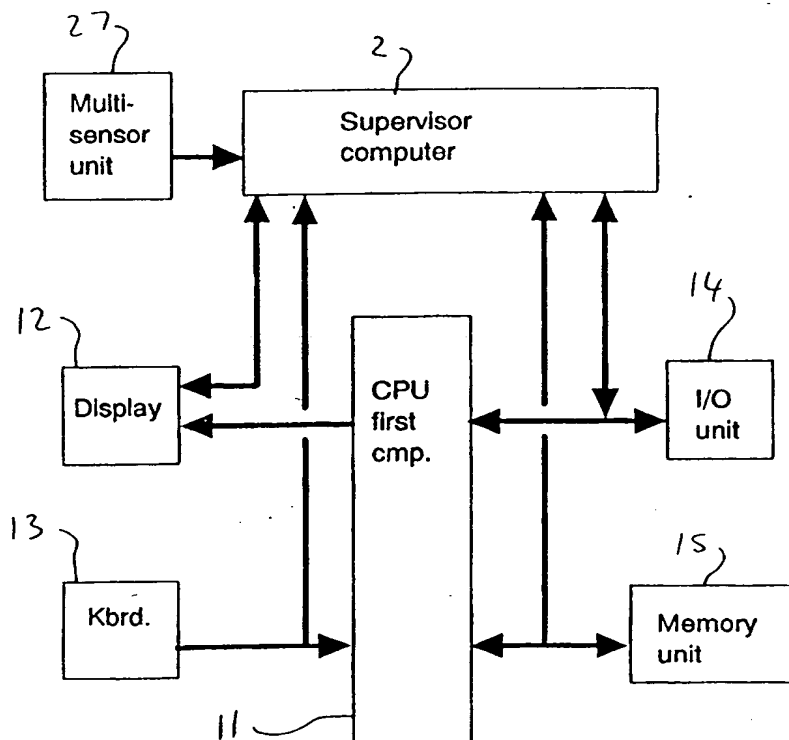 27
2
Multi-
sensor
unit
Supervisor
computer
12
14
Display
CPU
first
cmp.
I/O
unit
13
15
Kbrd.
Memory
unit
11